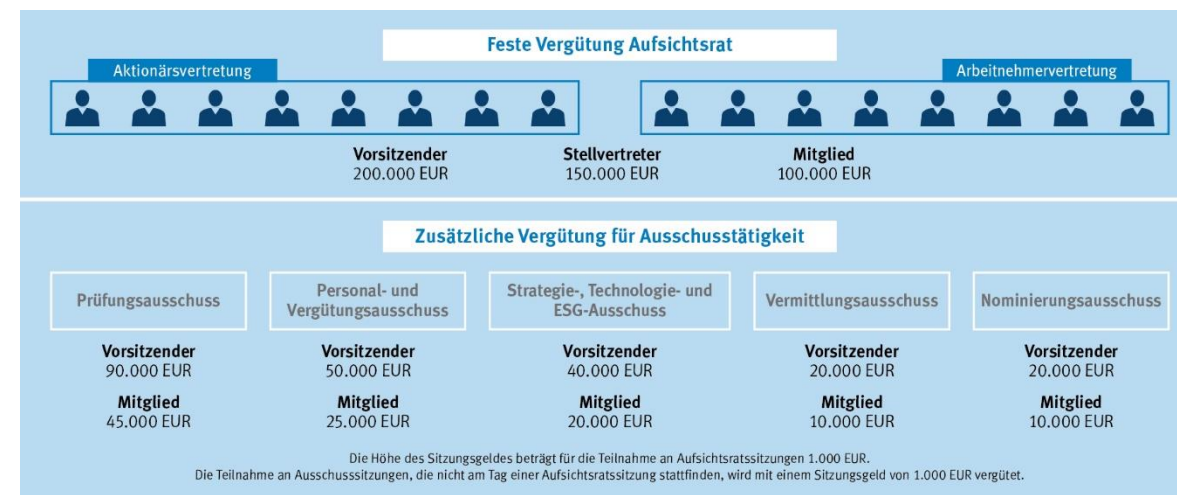 Feste Vergütung Aufsichtsrat
Aktionärsvertretung
Arbeitnehmervertretung
Vorsitzender
200.000 EUR
Stellvertreter
150.000 EUR
Mitglied
100.000 EUR
Zusätzliche Vergütung für Ausschusstätigkeit
Prüfungsausschuss
Vorsitzender
90.000 EUR
Mitglied
45.000 EUR
Personal- und
Vergütungsausschuss
Vorsitzender
50.000 EUR
Mitglied
25.000 EUR
Strategie-, Technologie- und
ESG-Ausschuss
Vorsitzender
40.000 EUR
Mitglied
20.000 EUR
Vermittlungsausschuss
Vorsitzender
20.000 EUR
Mitglied
10.000 EUR
Nominierungsausschuss
Vorsitzender
20.000 EUR
Mitglied
10.000 EUR
Die Höhe des Sitzungsgeldes beträgt für die Teilnahme an Aufsichtsratssitzungen 1.000 EUR.
Die Teilnahme an Ausschusssitzungen, die nicht am Tag einer Aufsichtsratssitzung stattfinden, wird mit einem Sitzungsgeld von 1.000 EUR vergütet.